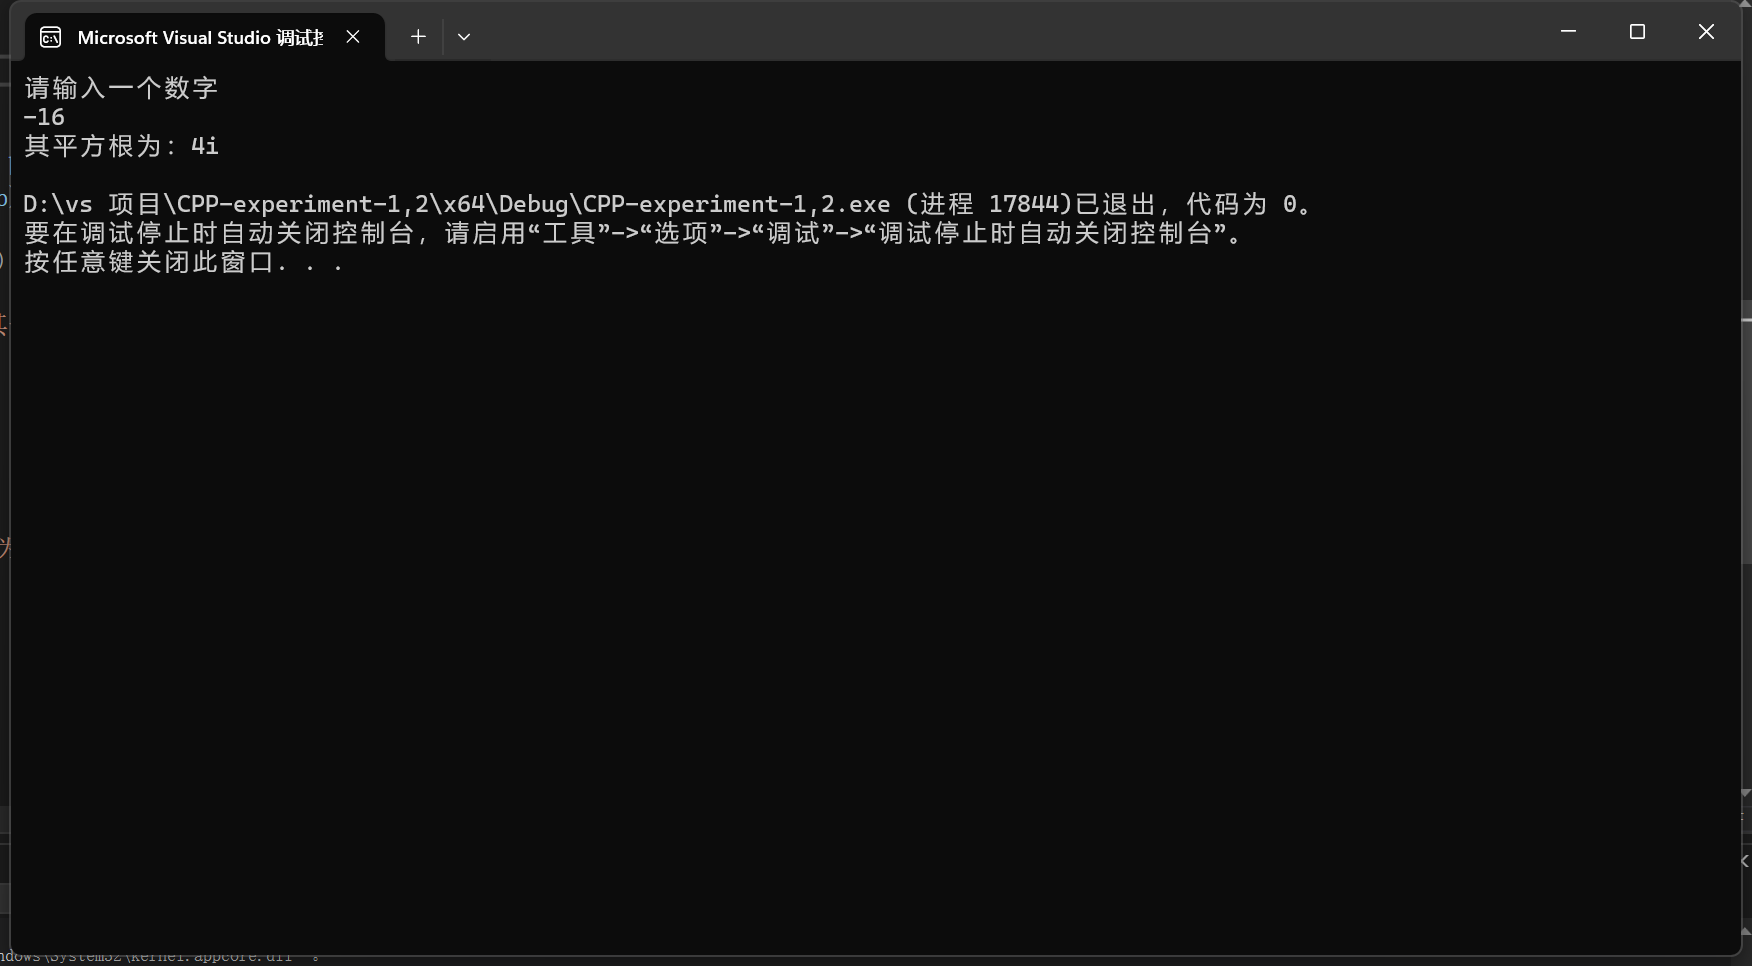 Microsoft Visual Studio 调试
请输入一个数字
-16
其平方根为：4i
D:\vs 项目\CPP-experiment-1,2\x64\Debug\CPP-experiment-1,2.exe (进程 17844)已退出，代码为 0。
要在调试停止时自动关闭控制台，请启用“工具”->“选项”->“调试”->“调试停止时自动关闭控制台”。
按任意键关闭此窗口. . .